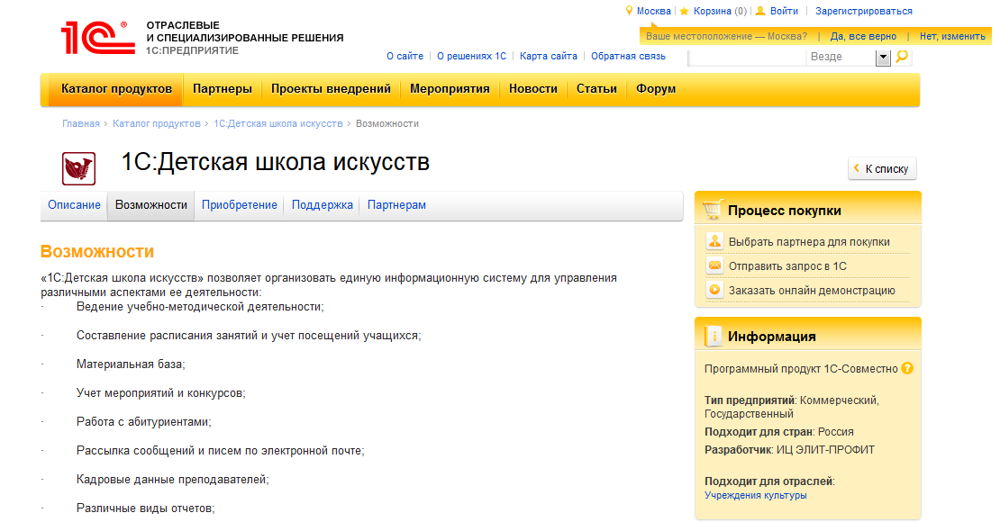 Москва
Корзина (0)
Войти
Зарегистрироваться
1С®
ОТРАСЛЕВЫЕ
И СПЕЦИАЛИЗИРОВАННЫЕ РЕШЕНИЯ
1С:ПРЕДПРИЯТИЕ
Ваше местоположение — Москва? | Да, все верно | Нет, изменить
О сайте | О решениях 1С | Карта сайта | Обратная связь
Везде
Каталог продуктов Партнеры Проекты внедрений Мероприятия Новости Статьи Форум
Главная > Каталог продуктов > 1С:Детская школа искусств > Возможности
1С:Детская школа искусств
К списку
Описание Возможности Приобретение Поддержка Партнерам
Возможности
«1С:Детская школа искусств» позволяет организовать единую информационную систему для управления
различными аспектами ее деятельности:
· Ведение учебно-методической деятельности;
· Составление расписания занятий и учет посещений учащихся;
· Материальная база;
· Учет мероприятий и конкурсов;
· Работа с абитуриентами;
· Рассылка сообщений и писем по электронной почте;
· Кадровые данные преподавателей;
· Различные виды отчетов;
Процесс покупки
Выбрать партнера для покупки
Отправить запрос в 1С
Заказать онлайн демонстрацию
Информация
Программный продукт 1С-Совместно ?
Тип предприятий: Коммерческий,
Государственный
Подходит для стран: Россия
Разработчик: ИЦ ЭЛИТ-ПРОФИТ
Подходит для отраслей:
Учреждения культуры